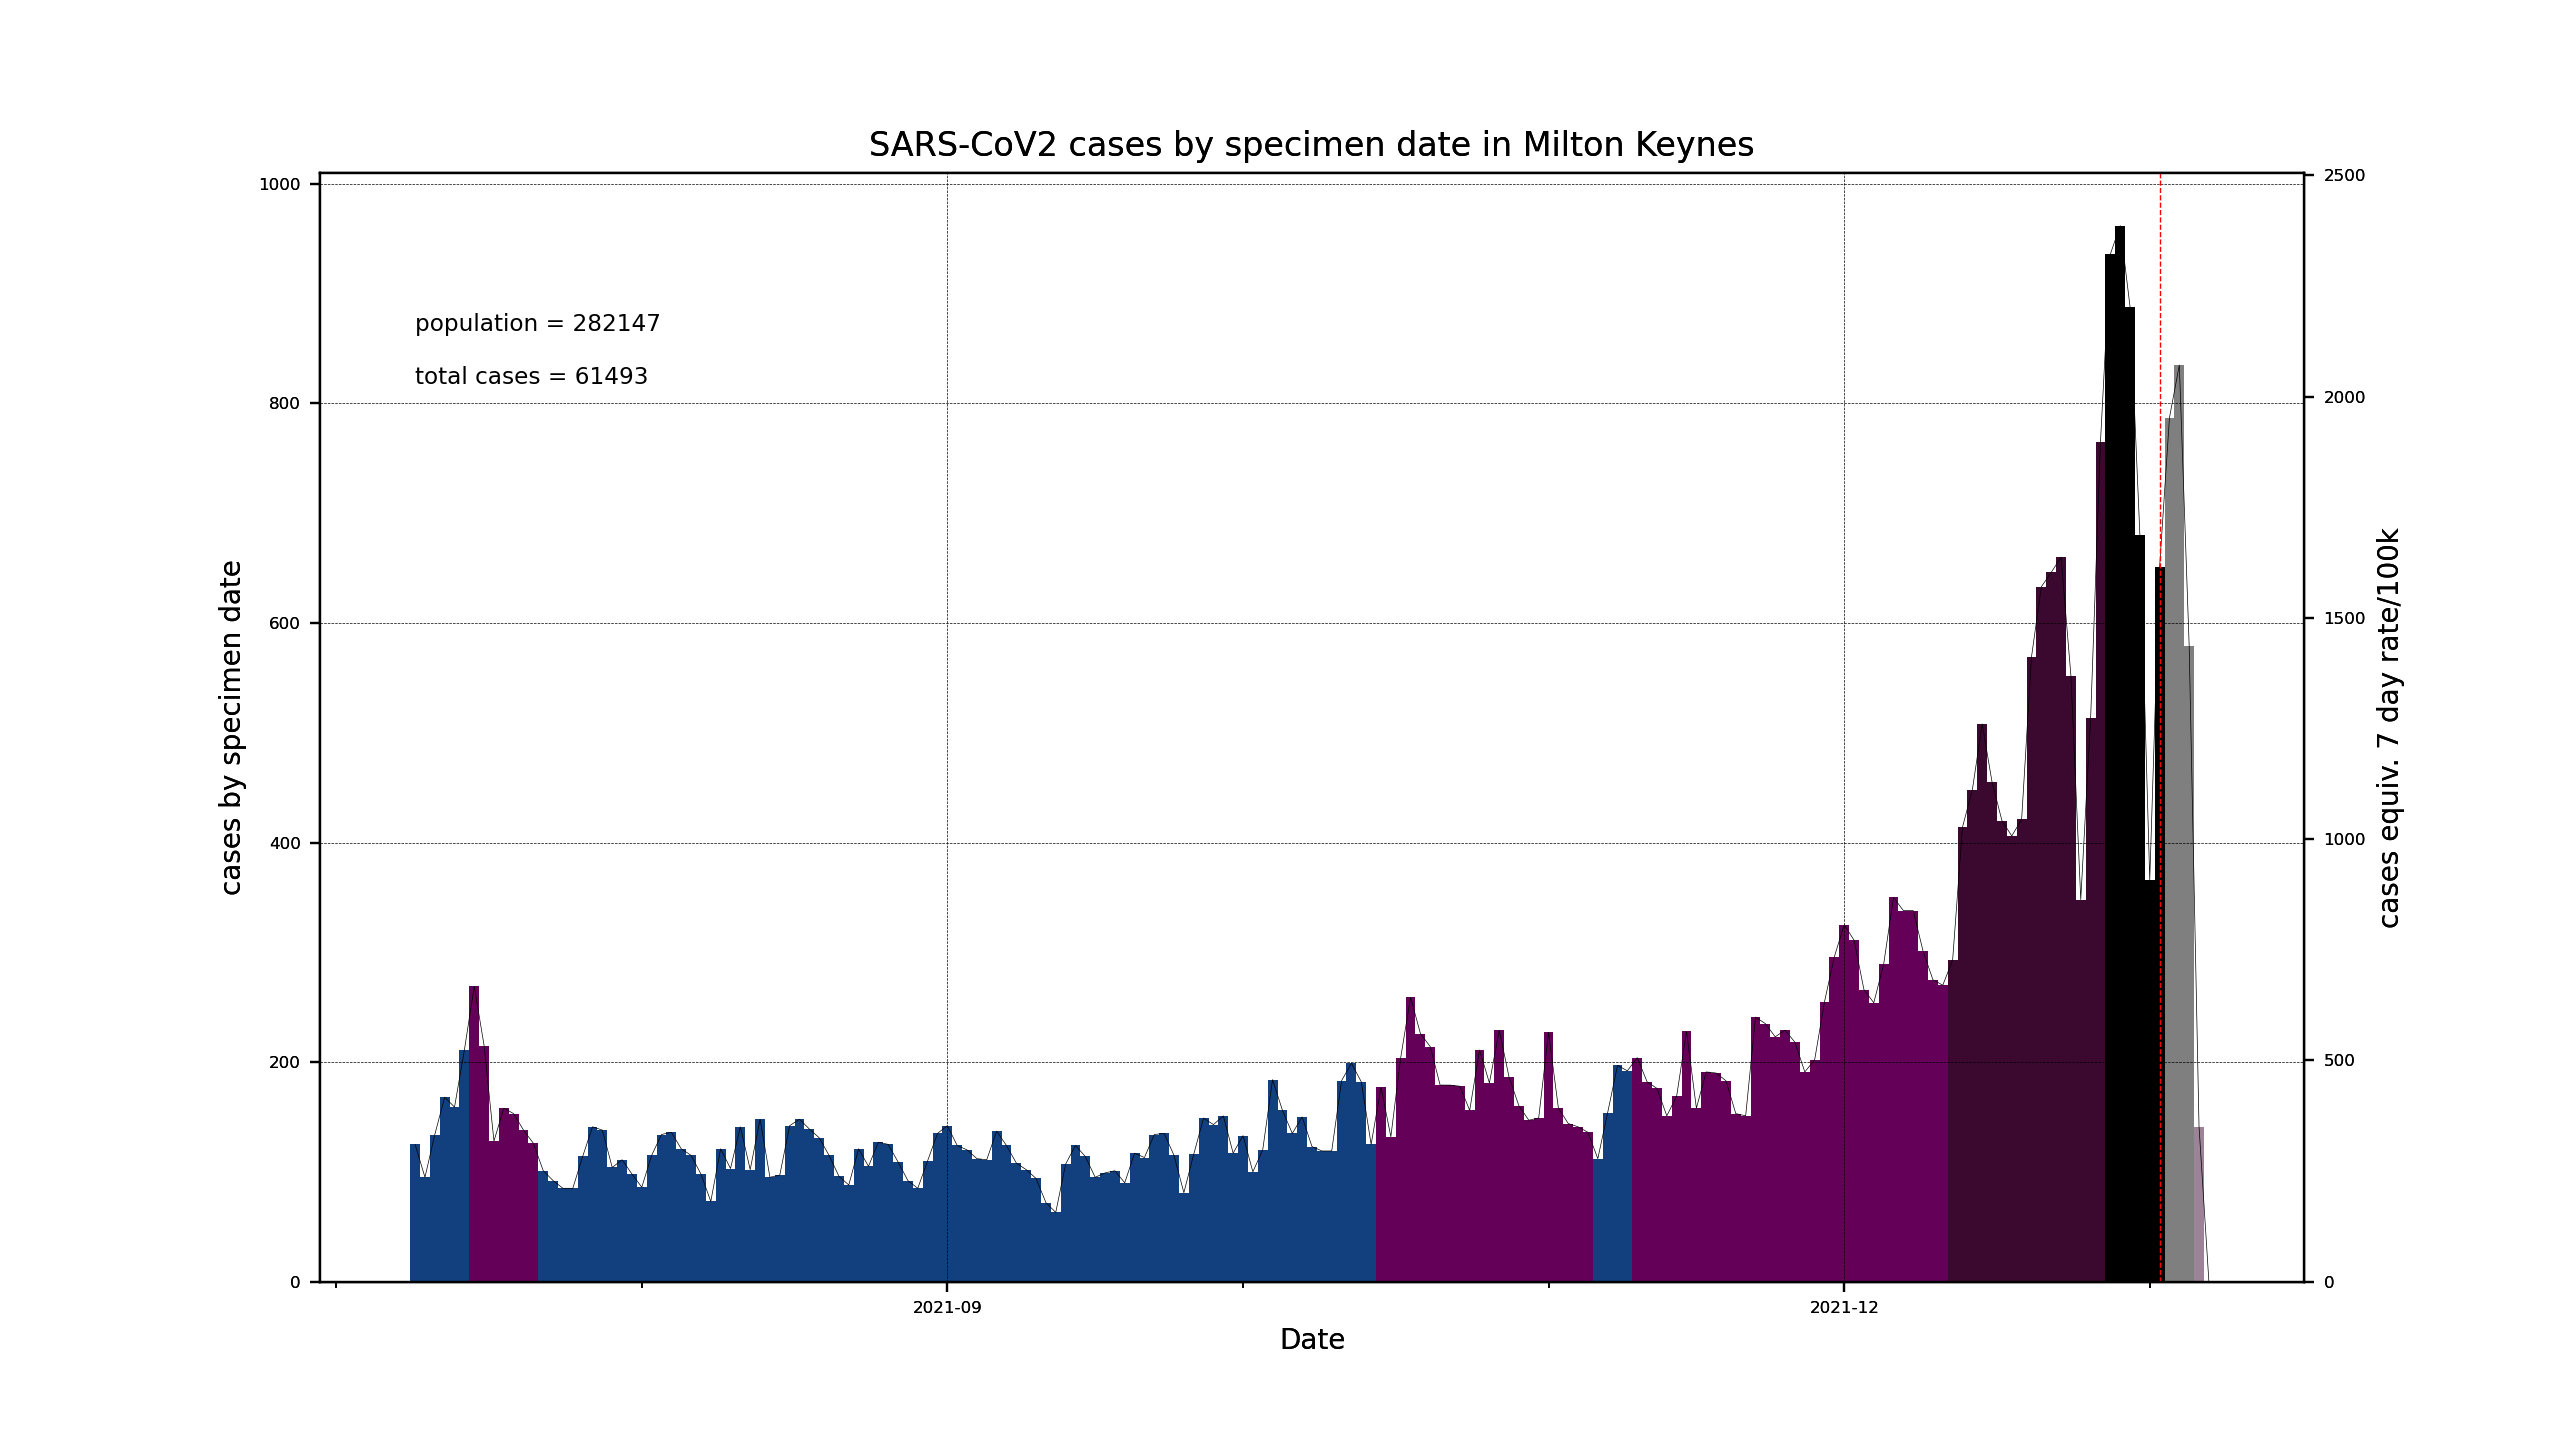 SARS-CoV2 cases by specimen date in Milton Keynes
1000
800
600
400
200
0
cases by specimen date
population = 282147
total cases = 61493
2500
2000
1500
1000
500
0
cases equiv. 7 day rate/100k
2021-09
2021-12
Date